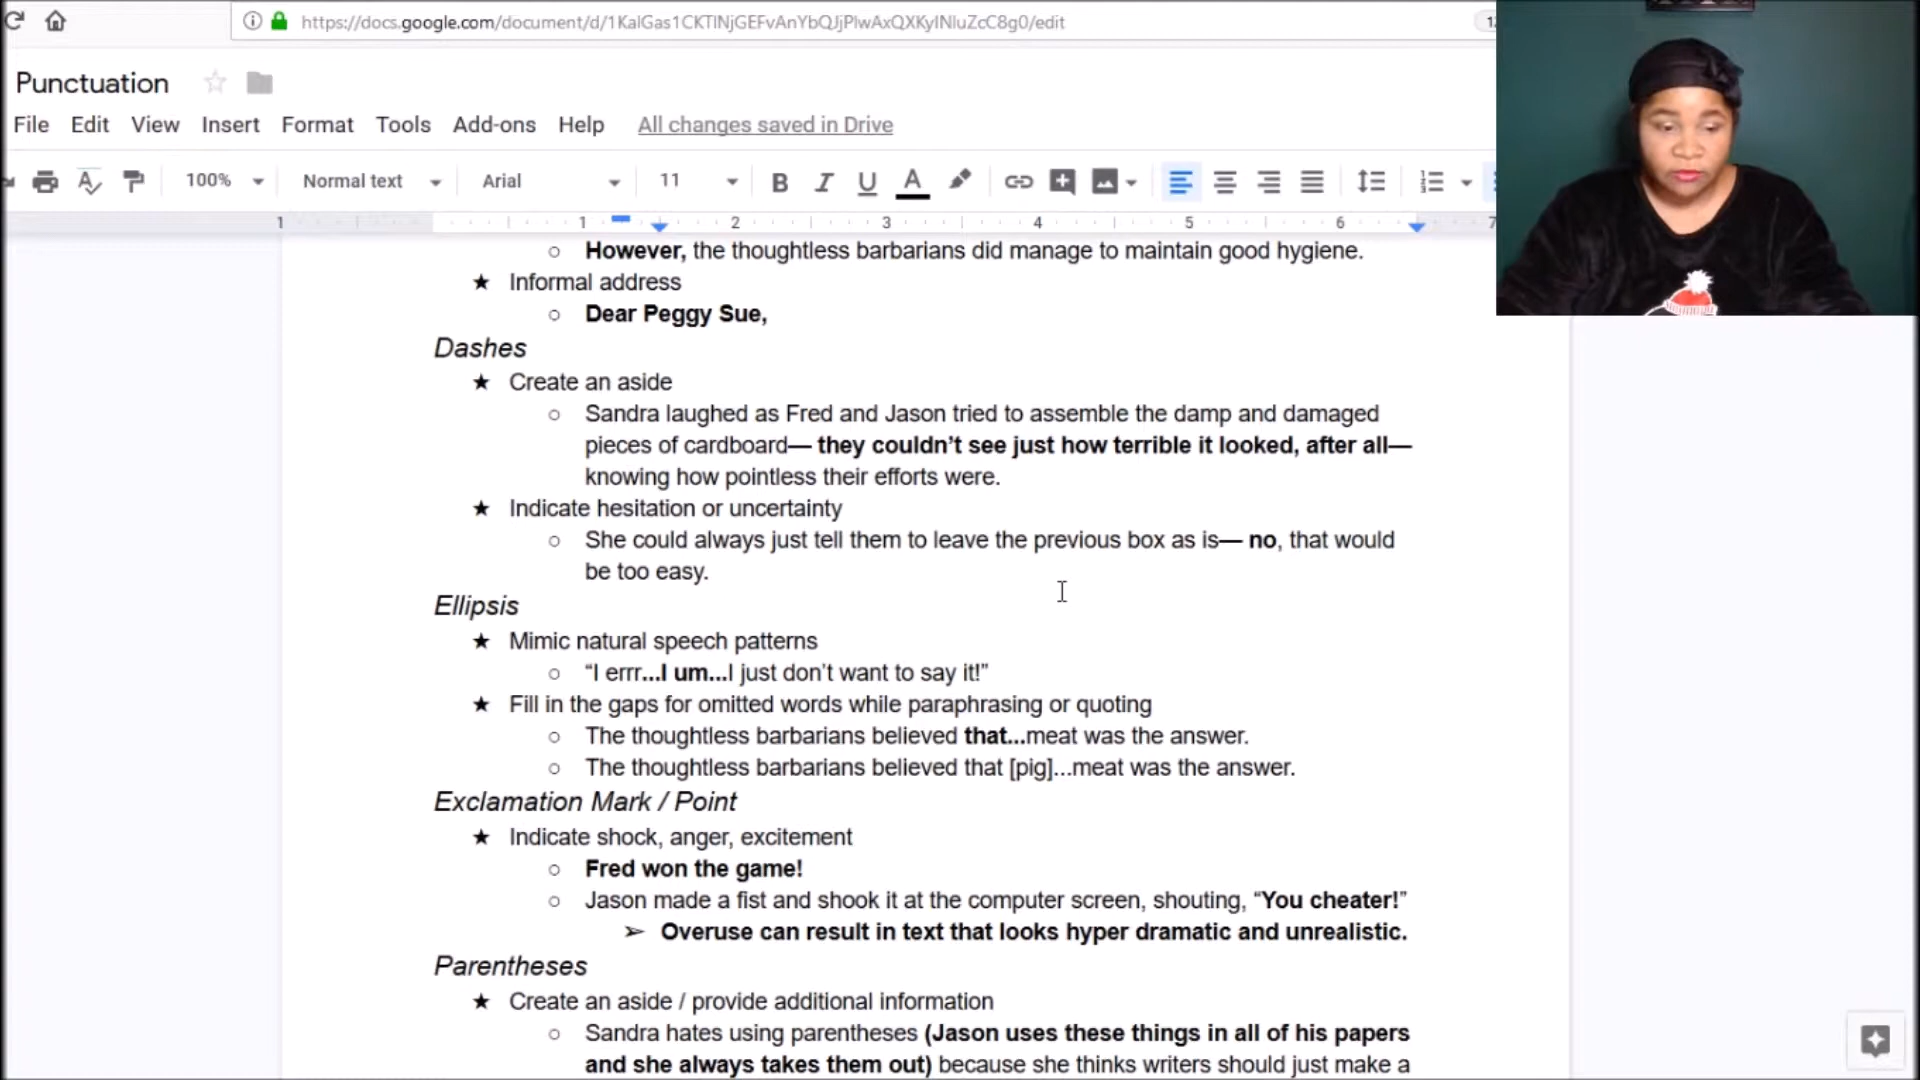 https://docs.google.com/document/d/1KalGas1CKTlNjGEFvAnYbQJjPlwAxQXKylNluZcC8g0/edit
Punctuation
File Edit View Insert Format Tools Add-ons Help All changes saved in Drive
100% Normal text Arial 11 B I U A
1 1 2 3 4 5 6 7
However, the thoughtless barbarians did manage to maintain good hygiene.
★ Informal address
Dear Peggy Sue,
Dashes
★ Create an aside
Sandra laughed as Fred and Jason tried to assemble the damp and damaged
pieces of cardboard— they couldn’t see just how terrible it looked, after all—
knowing how pointless their efforts were.
★ Indicate hesitation or uncertainty
She could always just tell them to leave the previous box as is— no, that would
be too easy.
Ellipsis
★ Mimic natural speech patterns
“I errr...I um...I just don’t want to say it!”
★ Fill in the gaps for omitted words while paraphrasing or quoting
The thoughtless barbarians believed that...meat was the answer.
The thoughtless barbarians believed that [pig]...meat was the answer.
Exclamation Mark / Point
★ Indicate shock, anger, excitement
Fred won the game!
Jason made a fist and shook it at the computer screen, shouting, “You cheater!”
➢ Overuse can result in text that looks hyper dramatic and unrealistic.
Parentheses
★ Create an aside / provide additional information
Sandra hates using parentheses (Jason uses these things in all of his papers
and she always takes them out) because she thinks writers should just make a